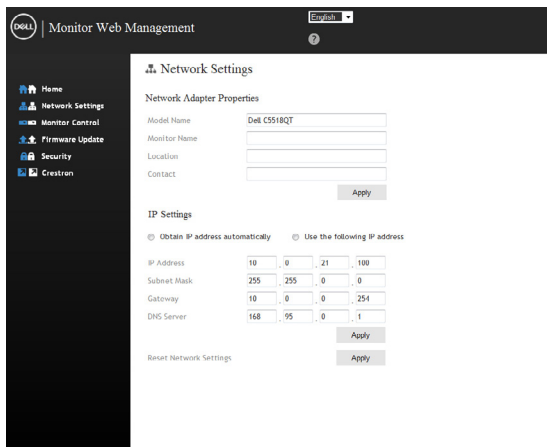 DELL Monitor Web Management
English
?
Home
Network Settings
Monitor Control
Firmware Update
Security
Crestron
Network Settings
Network Adapter Properties
Model Name Dell C5518QT
Monitor Name
Location
Contact
Apply
IP Settings
Obtain IP address automatically Use the following IP address
IP Address 10 . 0 . 21 . 100
Subnet Mask 255 . 255 . 0 . 0
Gateway 10 . 0 . 0 . 254
DNS Server 168 . 95 . 0 . 1
Apply
Reset Network Settings Apply